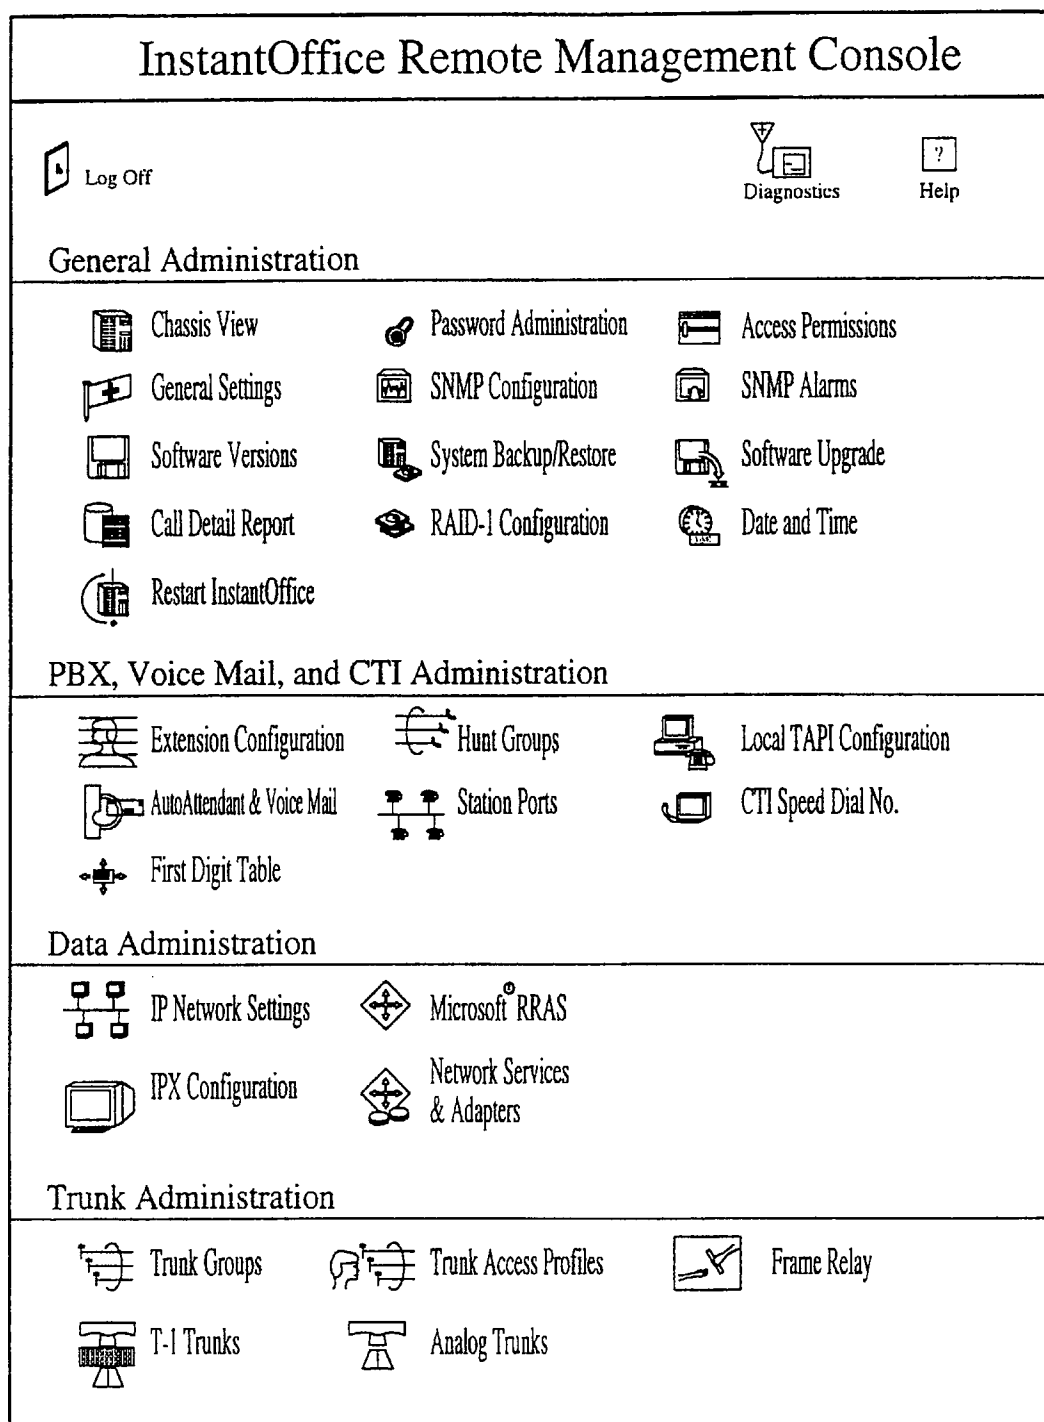 InstantOffice Remote Management Console
Log Off
Diagnostics
?
Help
General Administration
Chassis View
Password Administration
Access Permissions
General Settings
SNMP Configuration
SNMP Alarms
Software Versions
System Backup/Restore
Software Upgrade
Call Detail Report
RAID-1 Configuration
Date and Time
Restart InstantOffice
PBX, Voice Mail, and CTI Administration
Extension Configuration
Hunt Groups
Local TAPI Configuration
AutoAttendant & Voice Mail
Station Ports
CTI Speed Dial No.
First Digit Table
Data Administration
IP Network Settings
Microsoft RRAS
IPX Configuration
Network Services
& Adapters
Trunk Administration
Trunk Groups
Trunk Access Profiles
Frame Relay
T-1 Trunks
Analog Trunks